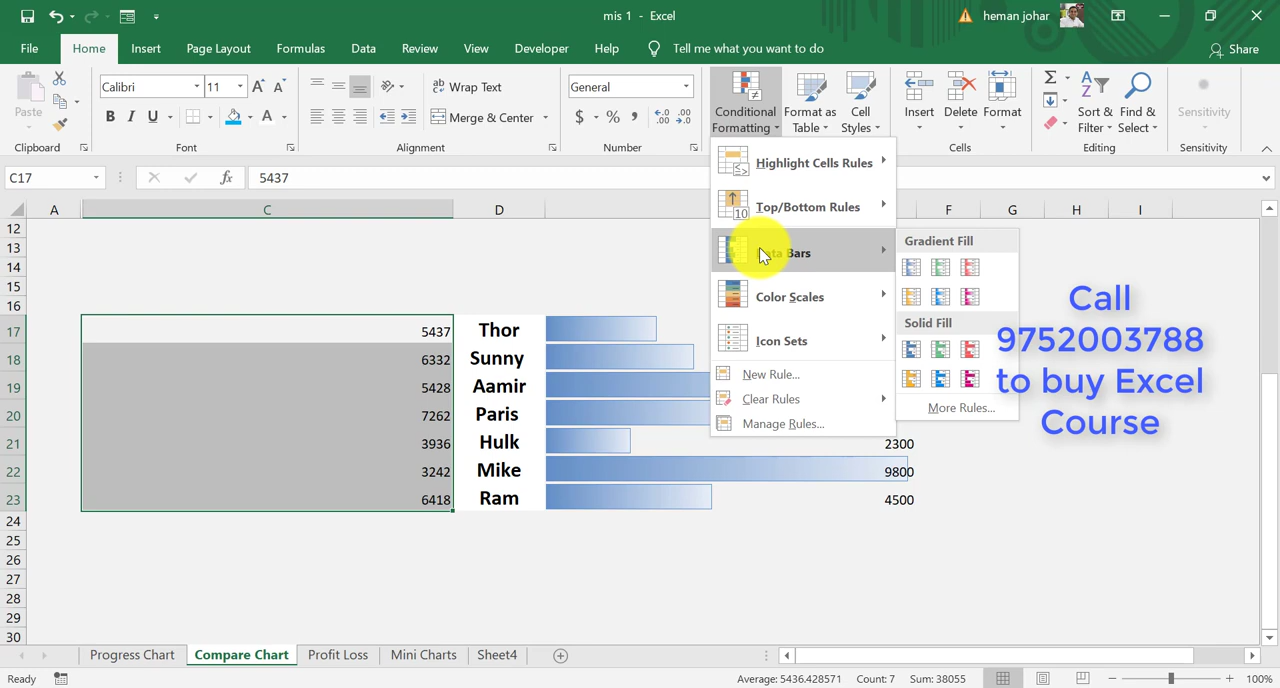 mis 1 - Excel
heman johar
File Home Insert Page Layout Formulas Data Review View Developer Help Tell me what you want to do Share
Calibri 11 Wrap Text General
Paste B I U A Merge & Center $ % , Conditional Formatting Format as Table Cell Styles Insert Delete Format Sort & Filter Find & Select Sensitivity
Clipboard Font Alignment Number Cells Editing Sensitivity
C17 fx 5437
A C D F G H I
Highlight Cells Rules
Top/Bottom Rules
Bars
Color Scales
Icon Sets
New Rule...
Clear Rules
Manage Rules...
Gradient Fill
Solid Fill
More Rules...
Call
9752003788
to buy Excel
Course
12
13
14
15
16
17 5437 Thor
18 6332 Sunny
19 5428 Aamir
20 7262 Paris
21 3936 Hulk 2300
22 3242 Mike 9800
23 6418 Ram 4500
24
25
26
27
28
29
30
Progress Chart Compare Chart Profit Loss Mini Charts Sheet4
Ready Average: 5436.428571 Count: 7 Sum: 38055 100%